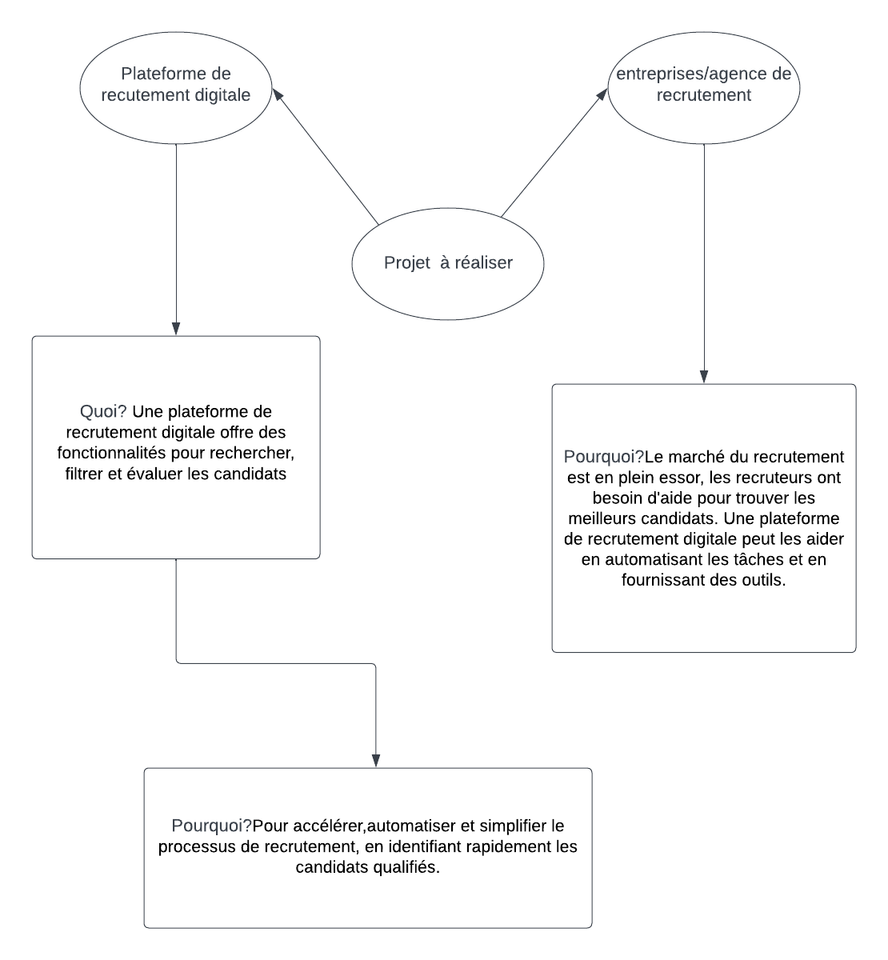 Plateforme de
recutement digitale
entreprises/agence de
recrutement
Projet  à réaliser
Quoi? Une plateforme de
recrutement digitale offre des
fonctionnalités pour rechercher,
filtrer et évaluer les candidats
Pourquoi?Le marché du recrutement
est en plein essor, les recruteurs ont
besoin d'aide pour trouver les
meilleurs candidats. Une plateforme
de recrutement digitale peut les aider
en automatisant les tâches et en
fournissant des outils.
Pourquoi?Pour accélérer,automatiser et simplifier le
processus de recrutement, en identifiant rapidement les
candidats qualifiés.